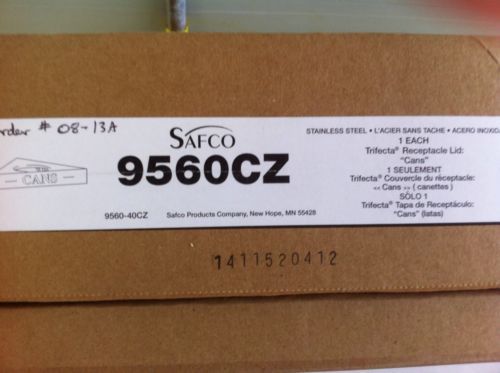 rder # 08-13A
CANS
SAFCO
9560CZ
9560-40CZ
Safco Products Company, New Hope, MN 55428
STAINLESS STEEL • L'ACIER SANS TACHE • ACERO INOXIDA
1 EACH
Trifecta® Receptacle Lid:
"Cans"
1 SEULEMENT
Trifecta® Couvercle du réceptacle:
<< Cans >> ( canettes )
SÓLO 1
Trifecta® Tapa de Receptáculo:
"Cans" (latas)
1411520412